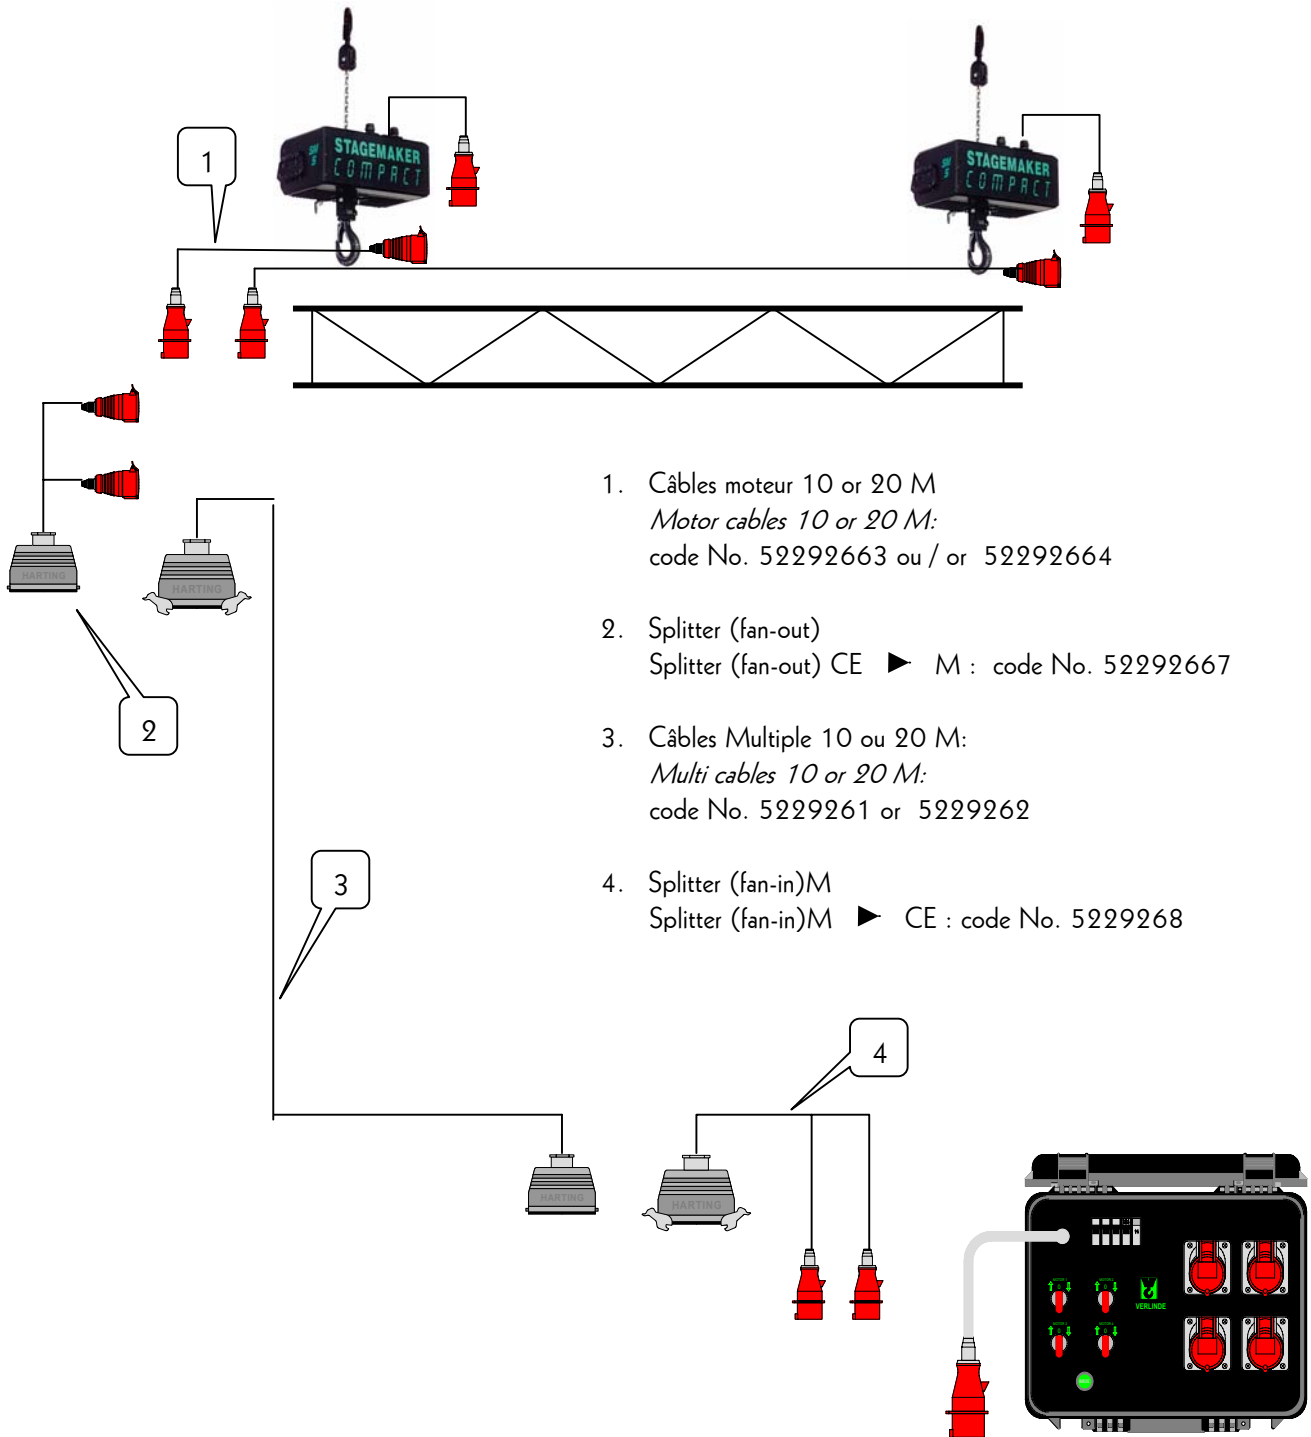 STAGEMAKER
COMPACT
STAGEMAKER
COMPACT
1
HARTING
HARTING
2
1. Câbles moteur 10 or 20 M
Motor cables 10 or 20 M:
code No. 52292663 ou / or 52292664
2. Splitter (fan-out)
Splitter (fan-out) CE ► M : code No. 52292667
3. Câbles Multiple 10 ou 20 M:
Multi cables 10 or 20 M:
code No. 5229261 or 5229262
4. Splitter (fan-in)M
Splitter (fan-in)M ► CE : code No. 5229268
3
4
HARTING
HARTING
VERLINDE